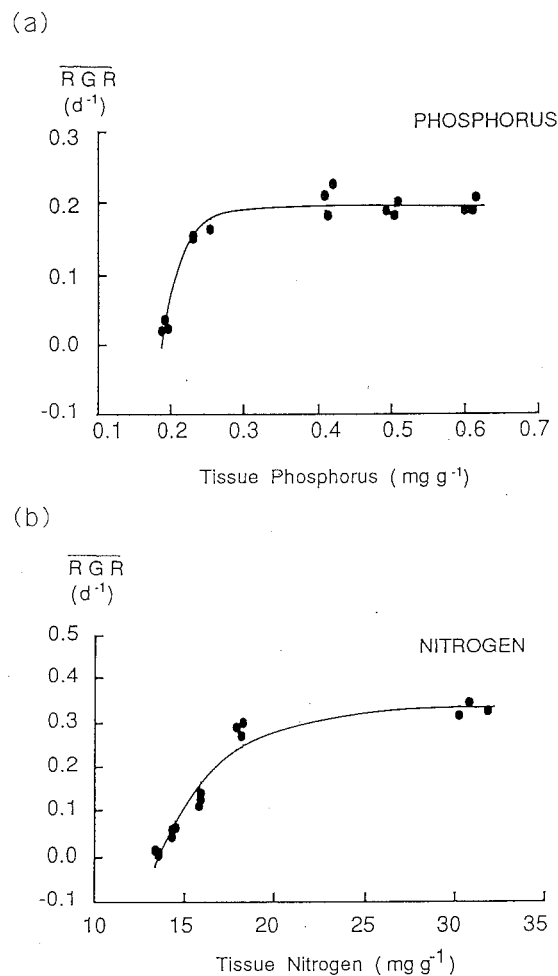 (a)
R G R
(d-1)
PHOSPHORUS
0.3
0.2
0.1
0.0
-0.1
0.1 0.2 0.3 0.4 0.5 0.6 0.7
Tissue Phosphorus ( mg g-1)
(b)
R G R
(d-1)
NITROGEN
0.5
0.4
0.3
0.2
0.1
0.0
-0.1
10 15 20 25 30 35
Tissue Nitrogen ( mg g-1)